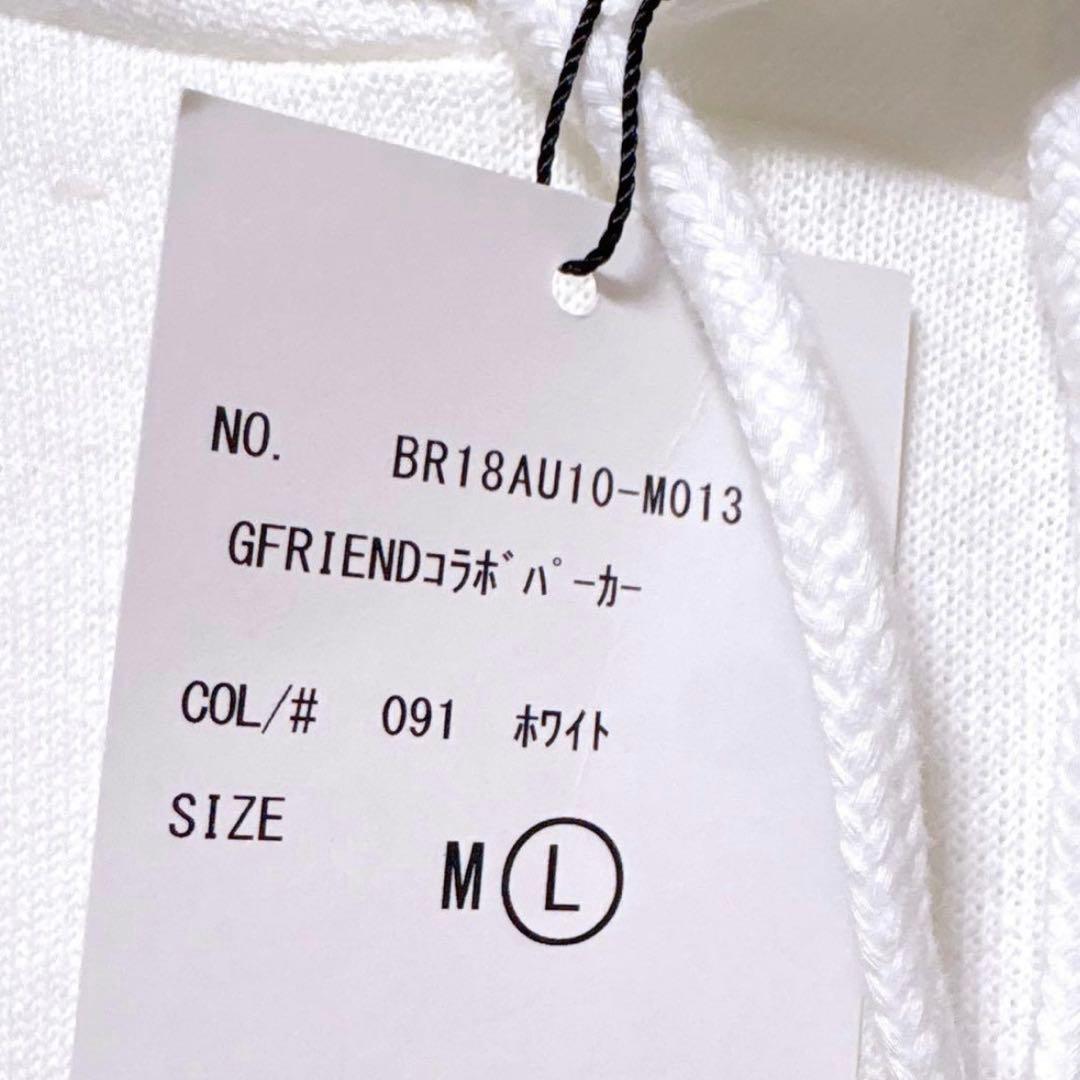 NO. BR18AU10-M013
GFRIENDｺﾗﾎﾞﾊﾟｰｶｰ
COL/# 091 ﾎﾜｲﾄ
SIZE
M L